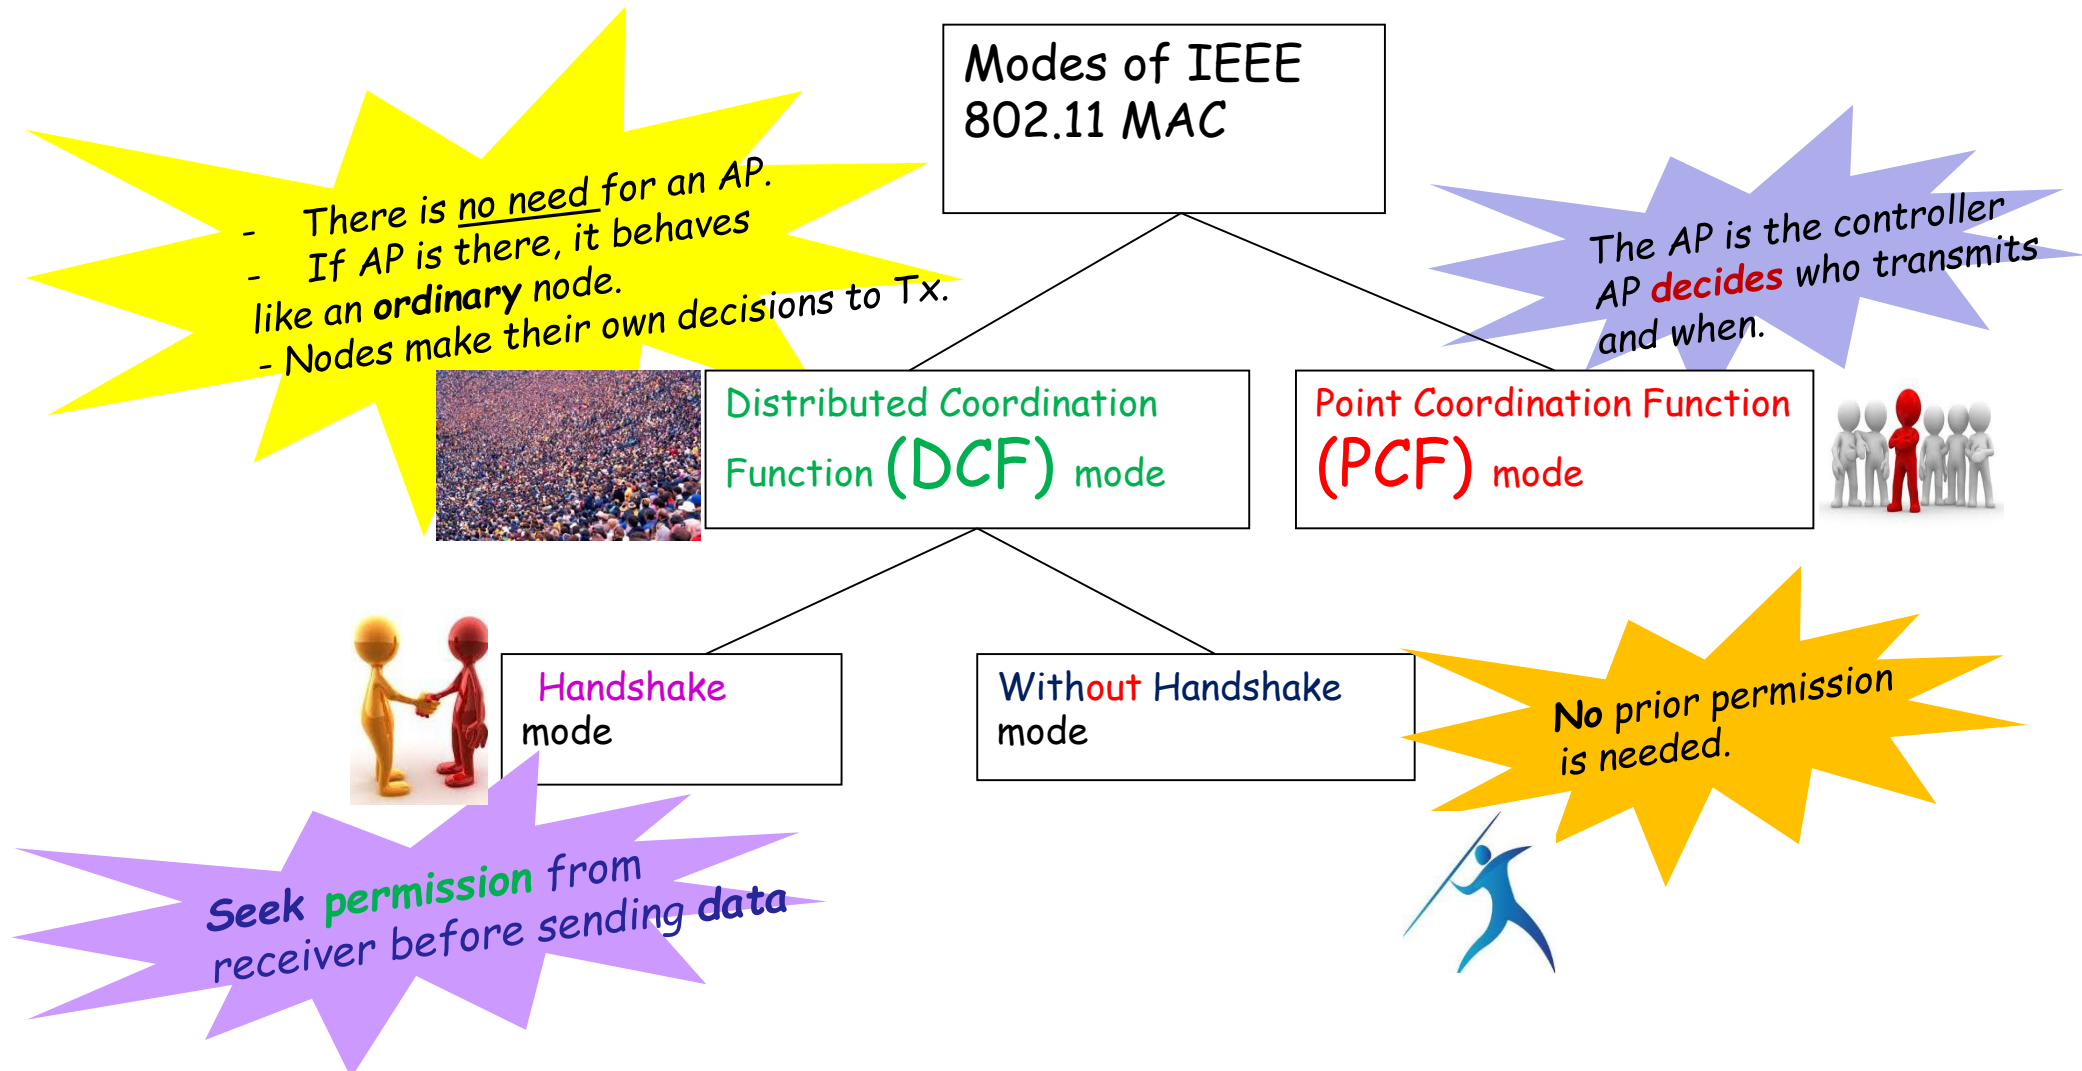 Modes of IEEE
802.11 MAC
-    There is no need for an AP.
-    If AP is there, it behaves
like an ordinary node.
- Nodes make their own decisions to Tx.
The AP is the controller
AP decides who transmits
and when.
Distributed Coordination
Function (DCF) mode
Point Coordination Function
(PCF) mode
Handshake
mode
Without Handshake
mode
No prior permission
is needed.
Seek permission from
receiver before sending data